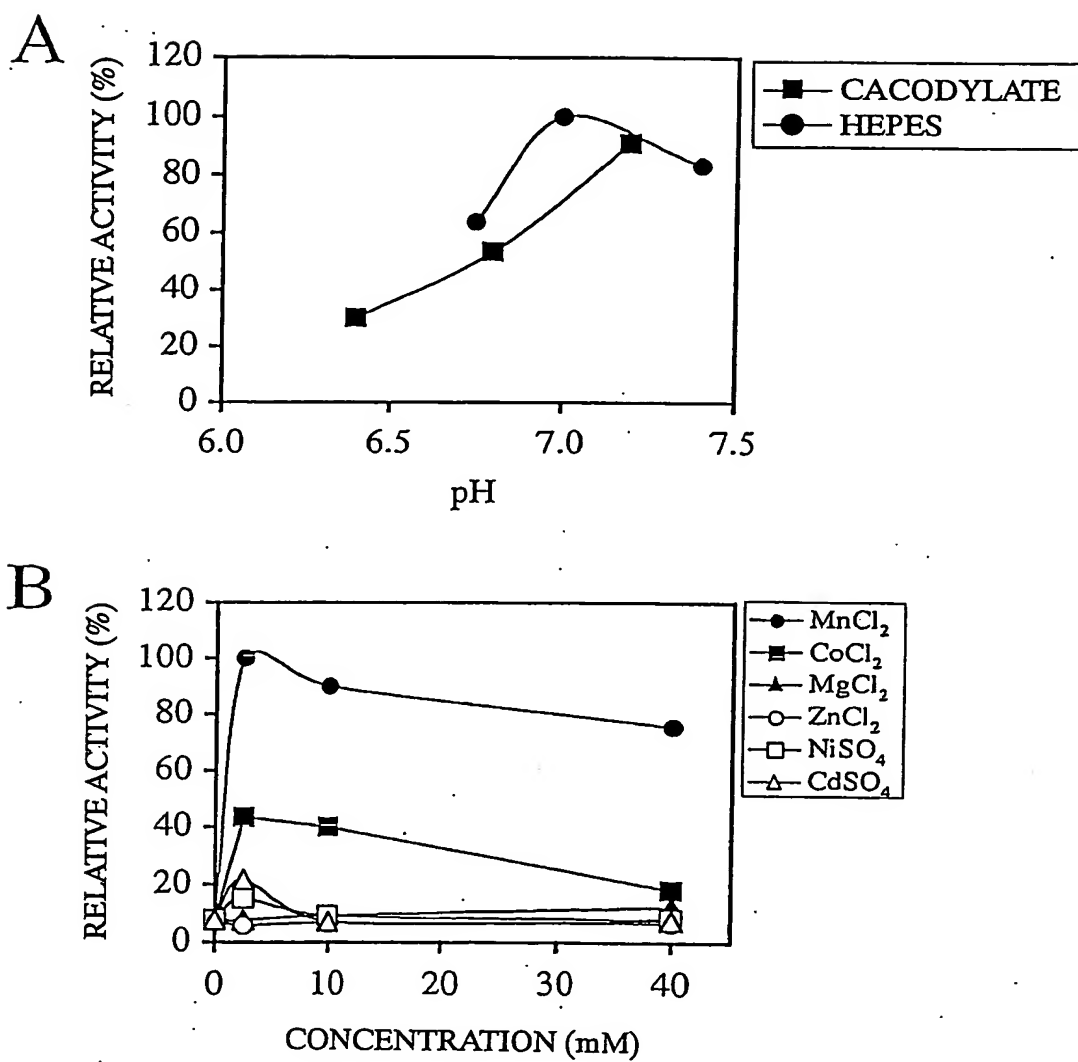 A
RELATIVE ACTIVITY (%)
120
100
80
60
40
20
0
6.0 6.5 7.0 7.5
pH
CACODYLATE
HEPES
B
RELATIVE ACTIVITY (%)
120
100
80
60
40
20
0
0 10 20 30 40
CONCENTRATION (mM)
MnCl₂
CoCl₂
MgCl₂
ZnCl₂
NiSO₄
CdSO₄